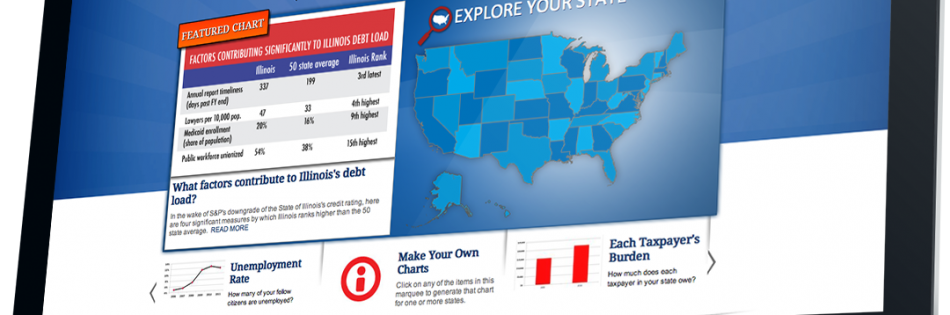 FEATURED CHART
FACTORS CONTRIBUTING SIGNIFICANTLY TO ILLINOIS DEBT LOAD
Illinois 50 state average Illinois Rank
Annual report timeliness (days past FY end) 337 199 3rd latest
Lawyers per 10,000 pop. 47 33 4th highest
Medicaid enrollment (share of population) 20% 16% 9th highest
Public workforce unionized 54% 38% 15th highest
What factors contribute to Illinois's debt
load?
In the wake of S&P's downgrade of the State of Illinois's credit rating, here
are four significant measures by which Illinois ranks higher than the 50
state average. READ MORE
EXPLORE YOUR STATE
Unemployment
Rate
How many of your fellow
citizens are unemployed?
Make Your Own
Charts
Click on any of the items in this
marquee to generate that chart
for one or more states.
Each Taxpayer's
Burden
How much does each
taxpayer in your state owe?